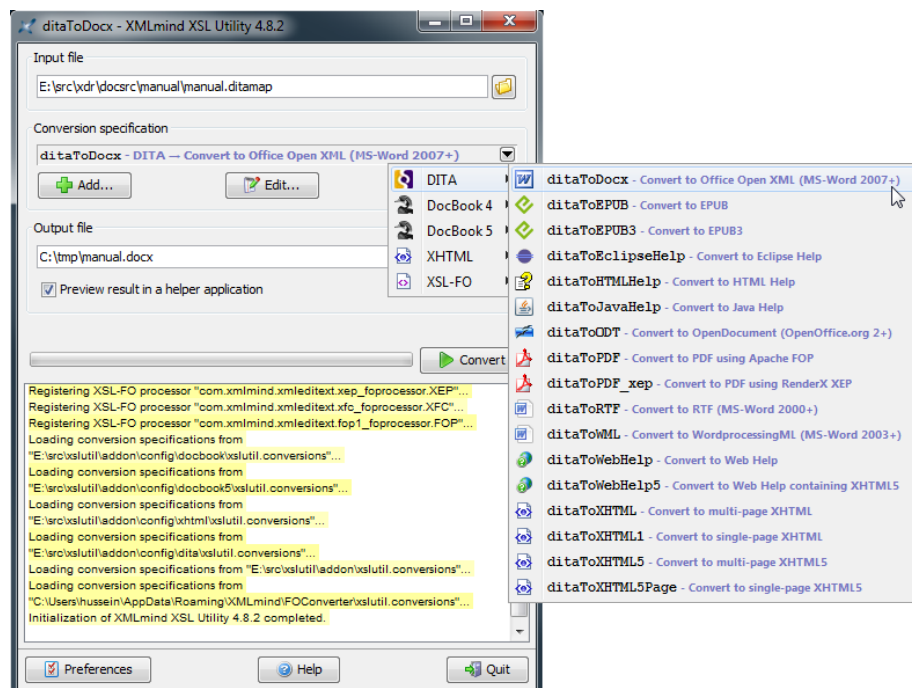 ditaToDocx - XMLmind XSL Utility 4.8.2
Input file
E:\src\xdr\docsrc\manual\manual.ditamap
Conversion specification
ditaToDocx - DITA → Convert to Office Open XML (MS-Word 2007+)
Add...
Edit...
Output file
C:\tmp\manual.docx
Preview result in a helper application
Convert
DITA
DocBook 4
DocBook 5
XHTML
XSL-FO
ditaToDocx - Convert to Office Open XML (MS-Word 2007+)
ditaToEPUB - Convert to EPUB
ditaToEPUB3 - Convert to EPUB3
ditaToEclipseHelp - Convert to Eclipse Help
ditaToHTMLHelp - Convert to HTML Help
ditaToJavaHelp - Convert to Java Help
ditaToODT - Convert to OpenDocument (OpenOffice.org 2+)
ditaToPDF - Convert to PDF using Apache FOP
ditaToPDF_xep - Convert to PDF using RenderX XEP
ditaToRTF - Convert to RTF (MS-Word 2000+)
ditaToWML - Convert to WordprocessingML (MS-Word 2003+)
ditaToWebHelp - Convert to Web Help
ditaToWebHelp5 - Convert to Web Help containing XHTML5
ditaToXHTML - Convert to multi-page XHTML
ditaToXHTML1 - Convert to single-page XHTML
ditaToXHTML5 - Convert to multi-page XHTML5
ditaToXHTML5Page - Convert to single-page XHTML5
Registering XSL-FO processor "com.xmlmind.xmleditext.xep_foprocessor.XEP"...
Registering XSL-FO processor "com.xmlmind.xmleditext.xfc_foprocessor.XFC"...
Registering XSL-FO processor "com.xmlmind.xmleditext.fop1_foprocessor.FOP"...
Loading conversion specifications from
"E:\src\xslutil\addon\config\docbook\xslutil.conversions"...
Loading conversion specifications from
"E:\src\xslutil\addon\config\docbook5\xslutil.conversions"...
Loading conversion specifications from
"E:\src\xslutil\addon\config\xhtml\xslutil.conversions"...
Loading conversion specifications from
"E:\src\xslutil\addon\config\dita\xslutil.conversions"...
Loading conversion specifications from "E:\src\xslutil\addon\xslutil.conversions"...
Loading conversion specifications from
"C:\Users\hussein\AppData\Roaming\XMLmind\FOConverter\xslutil.conversions"...
Initialization of XMLmind XSL Utility 4.8.2 completed.
Preferences
Help
Quit